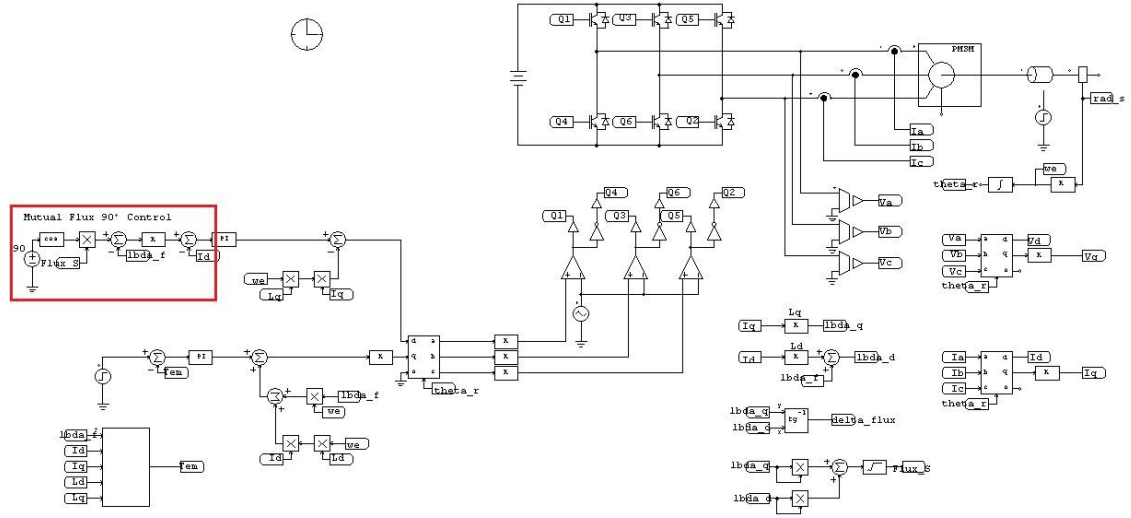 Q1 Q3 Q5
PMSM
Q4 Q6 Q2
rad_s
Ia
Ib
Ic
we
theta_r K
Q4 Q6 Q2
Q1 Q3 Q5
Va
Vb
Vc
Mutual Flux 90° Control
90 cos K PI
Flux_S lbda_f Id
we
Lq Iq
Va a d Vd
Vb b q K Vq
Vc c o
theta_r
Lq
Iq K lbda_q
Ld
Id K lbda_d
lbda_f
K
K
K
theta_r
PI K
Tem
lbda_f
we
we
Id Ld
Ia a d Id
Ib b q K Iq
Ic c o
theta_r
lbda_q y
lbda_d x tg-1 delta_flux
lbda_f
Id
Iq Tem
Ld
Lq
lbda_q Flux_S
lbda_d